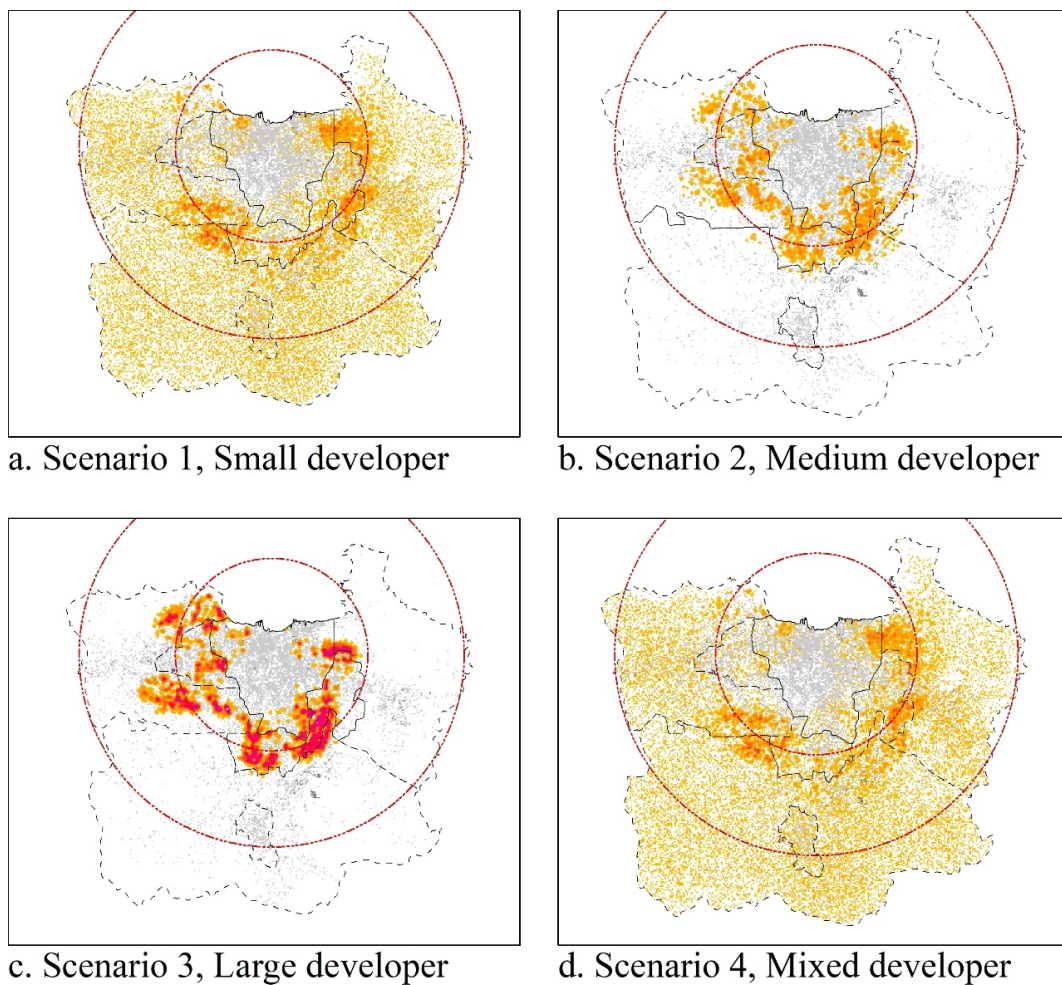 a. Scenario 1, Small developer
b. Scenario 2, Medium developer
c. Scenario 3, Large developer
d. Scenario 4, Mixed developer